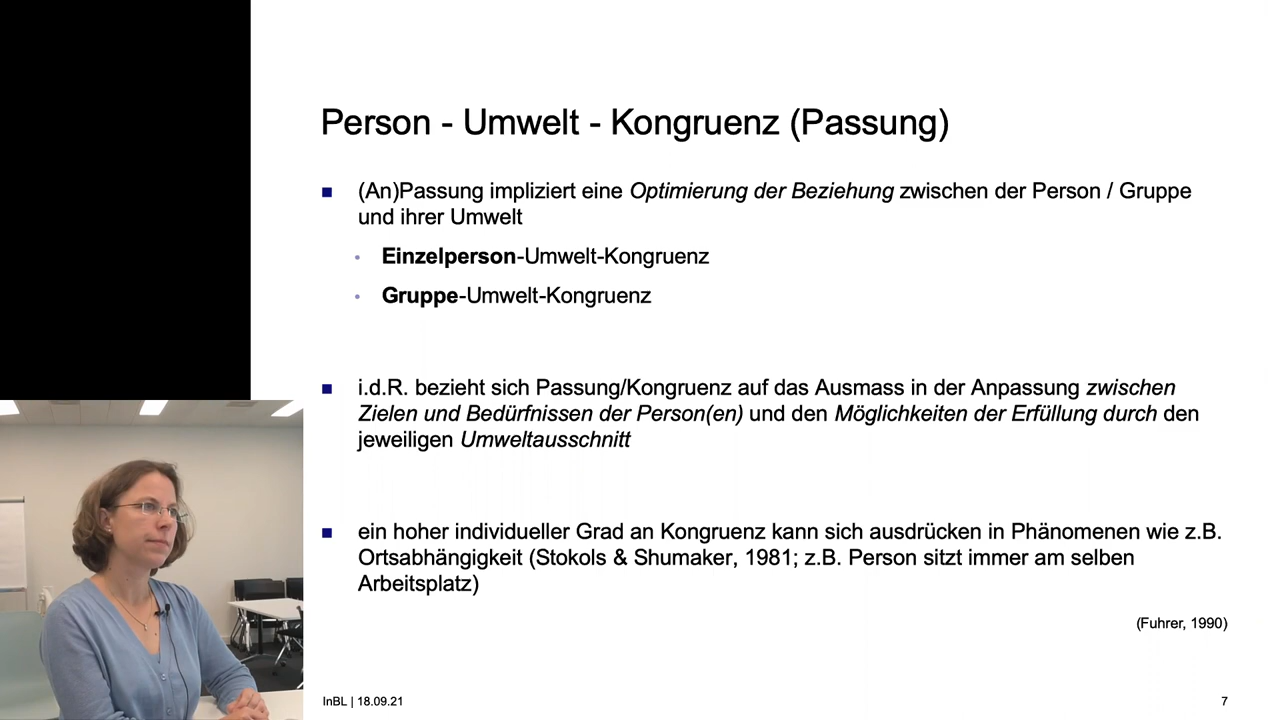 Person - Umwelt - Kongruenz (Passung)
(An)Passung impliziert eine Optimierung der Beziehung zwischen der Person / Gruppe
und ihrer Umwelt
Einzelperson-Umwelt-Kongruenz
Gruppe-Umwelt-Kongruenz
i.d.R. bezieht sich Passung/Kongruenz auf das Ausmass in der Anpassung zwischen
Zielen und Bedürfnissen der Person(en) und den Möglichkeiten der Erfüllung durch den
jeweiligen Umweltausschnitt
ein hoher individueller Grad an Kongruenz kann sich ausdrücken in Phänomenen wie z.B.
Ortsabhängigkeit (Stokols & Shumaker, 1981; z.B. Person sitzt immer am selben
Arbeitsplatz)
(Fuhrer, 1990)
InBL | 18.09.21
7